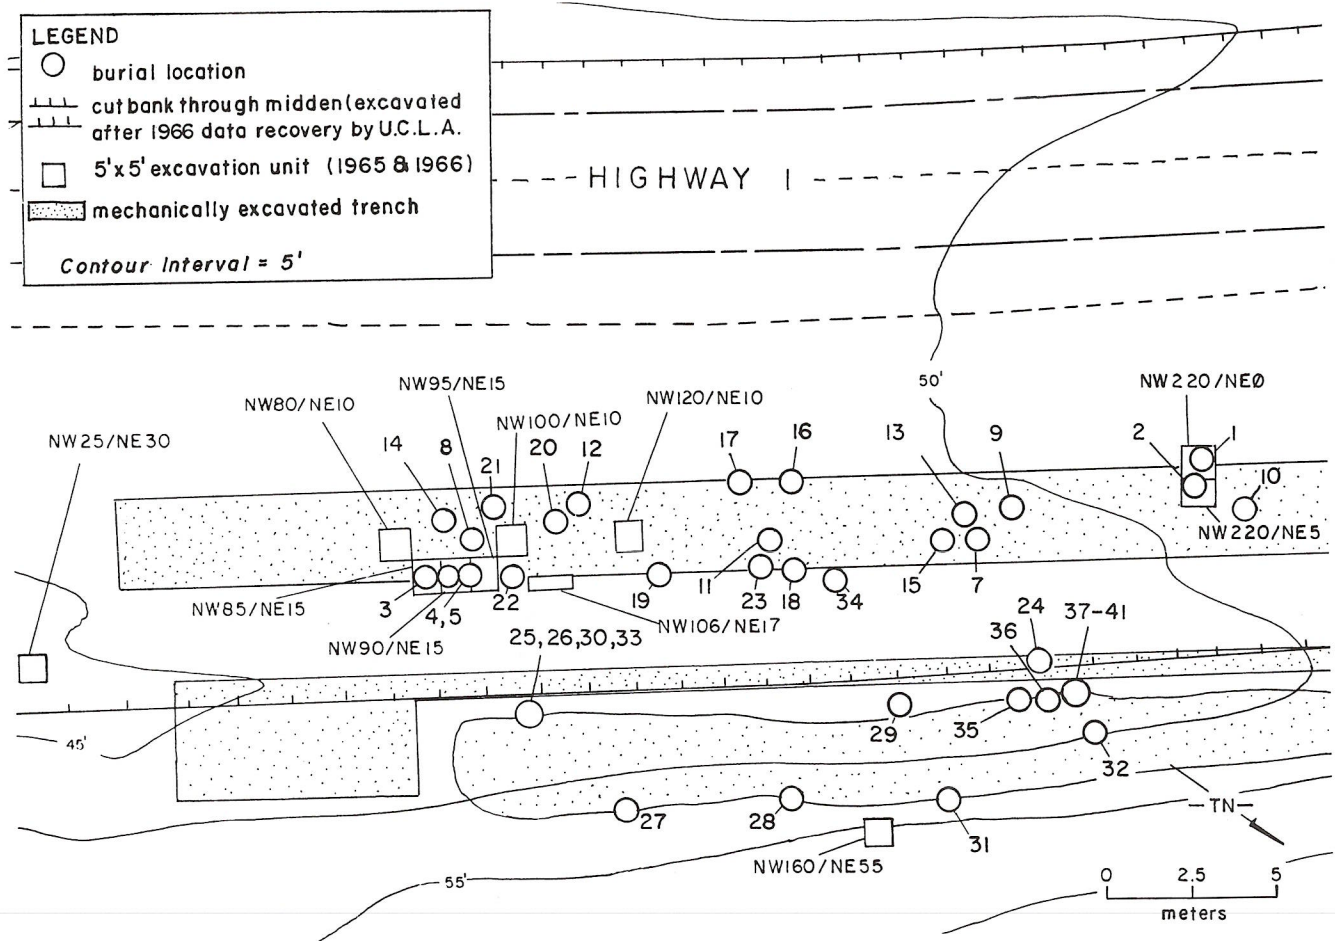 LEGEND
burial location
cut bank through midden (excavated
after 1966 data recovery by U.C.L.A.
5'x 5' excavation unit (1965 & 1966)
mechanically excavated trench
Contour Interval = 5'
HIGHWAY 1
50'
NW95/NE15
NW220/NEØ
NW80/NE10
NW120/NE10
NW100/NE10
NW25/NE30
14
8
21
20
12
17
16
13
9
2
1
10
NW220/NE5
NW85/NE15
3
4,5
22
19
11
23
18
34
15
7
NW90/NE15
NW106/NE17
25,26,30,33
24
37-41
36
35
29
32
45'
27
28
31
TN
NW160/NE55
55'
0 2.5 5
meters